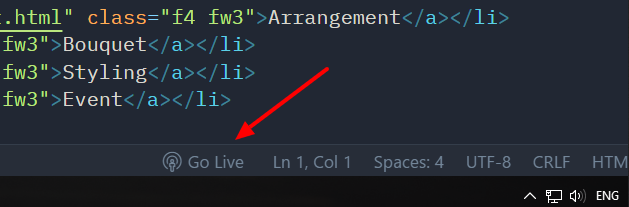 t.html" class="f4 fw3">Arrangement</a></li>
fw3">Bouquet</a></li>
fw3">Styling</a></li>
fw3">Event</a></li>
Go Live Ln 1, Col 1 Spaces: 4 UTF-8 CRLF HTM
ENG